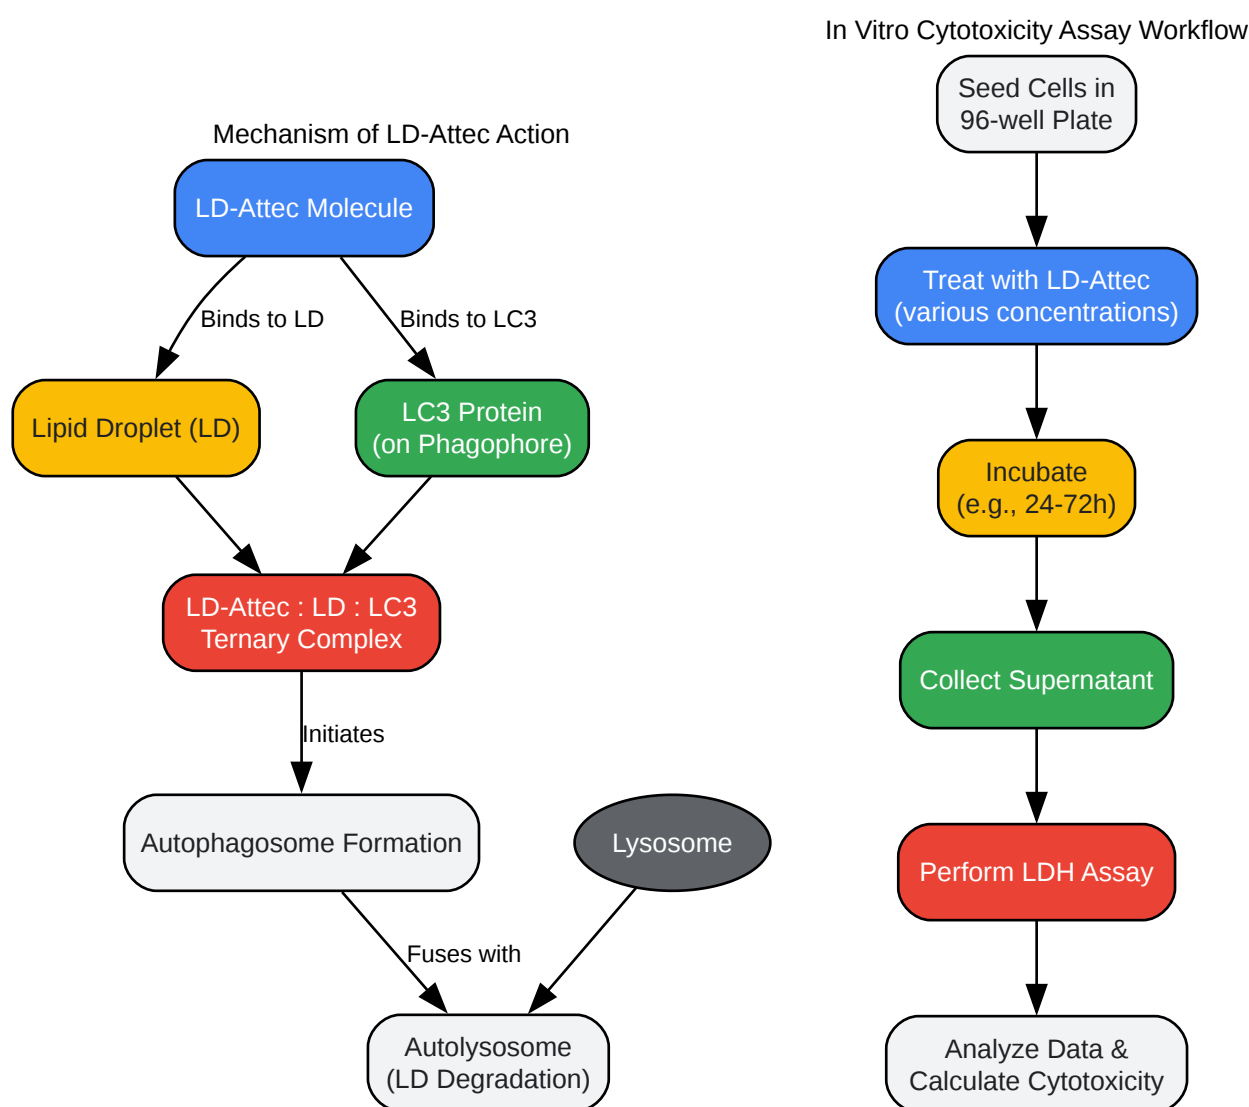 Mechanism of LD-Attec Action
LD-Attec Molecule
Binds to LD
Binds to LC3
Lipid Droplet (LD)
LC3 Protein
(on Phagophore)
LD-Attec : LD : LC3
Ternary Complex
Initiates
Autophagosome Formation
Lysosome
Fuses with
Autolysosome
(LD Degradation)
In Vitro Cytotoxicity Assay Workflow
Seed Cells in
96-well Plate
Treat with LD-Attec
(various concentrations)
Incubate
(e.g., 24-72h)
Collect Supernatant
Perform LDH Assay
Analyze Data &
Calculate Cytotoxicity